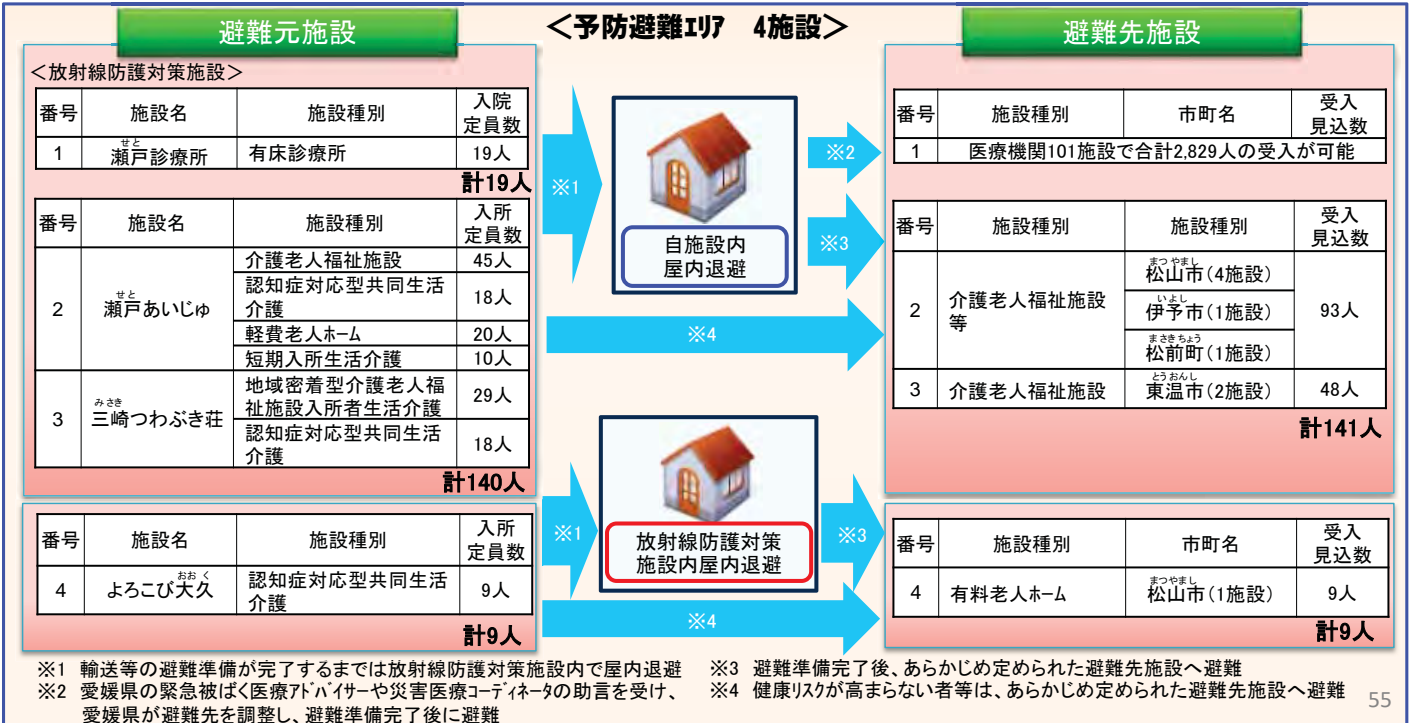 避難元施設
<予防避難エリア 4施設>
避難先施設
<放射線防護対策施設>
番号 施設名 施設種別 入院定員数
1 瀬戸診療所 有床診療所 19人
せと
計19人
番号 施設名 施設種別 入所定員数
2 瀬戸あいじゅ
せと
介護老人福祉施設 45人
認知症対応型共同生活
介護
18人
軽費老人ホーム 20人
短期入所生活介護 10人
3 三崎つわぶき荘
みさき
地域密着型介護老人福
祉施設入所者生活介護
29人
認知症対応型共同生活
介護
18人
計140人
番号 施設名 施設種別 入所定員数
4 よろこび大久
おおく
認知症対応型共同生活
介護
9人
計9人
※1
自施設内
屋内退避
※2
※3
※4
※1
放射線防護対策
施設内屋内退避
※3
※4
番号 施設種別 市町名 受入見込数
1 医療機関101施設で合計2,829人の受入が可能
番号 施設種別 施設種別 受入見込数
2 介護老人福祉施設
等
まつやまし
松山市(4施設)
いよし
伊予市(1施設)
まさきちょう
松前町(1施設)
93人
とうおんし
3 介護老人福祉施設 東温市(2施設) 48人
計141人
番号 施設種別 市町名 受入見込数
まつやまし
4 有料老人ホーム 松山市(1施設) 9人
計9人
※1 輸送等の避難準備が完了するまでは放射線防護対策施設内で屋内退避
※2 愛媛県の緊急被ばく医療アドバイザーや災害医療コーディネータの助言を受け、
愛媛県が避難先を調整し、避難準備完了後に避難
※3 避難準備完了後、あらかじめ定められた避難先施設へ避難
※4 健康リスクが高まらない者等は、あらかじめ定められた避難先施設へ避難
55